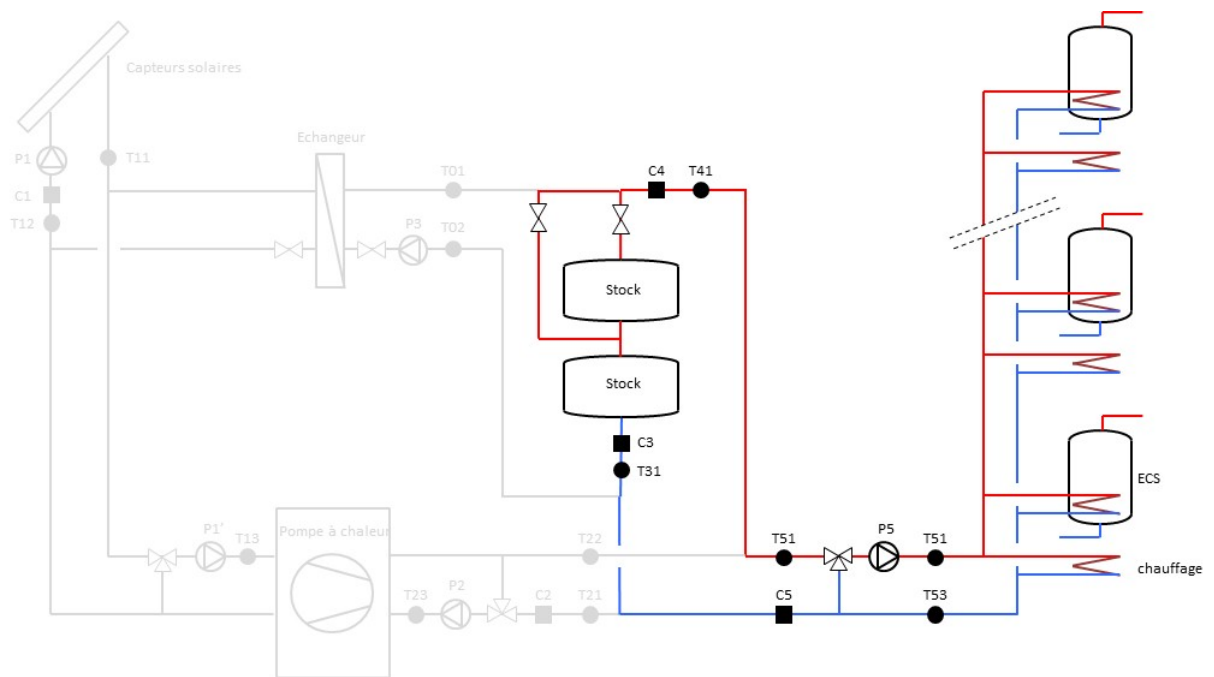 Capteurs solaires
Echangeur
P1
T11
C1
T12
T01
C4
T41
P3
T02
Stock
Stock
C3
T31
ECS
P1'
T13
Pompe à chaleur
T22
T51
P5
T51
chauffage
T23
P2
C2
T21
C5
T53